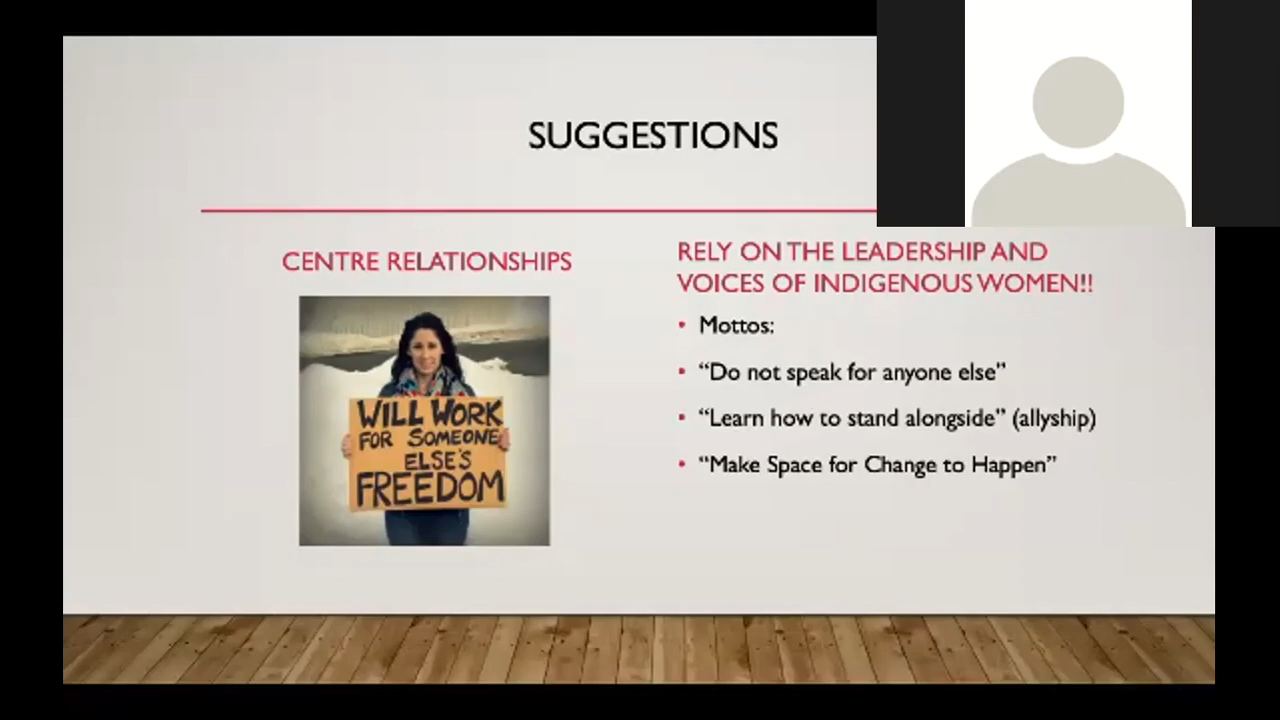 SUGGESTIONS
CENTRE RELATIONSHIPS
WILL WORK
FOR SOMEONE
ELSE'S
FREEDOM
RELY ON THE LEADERSHIP AND
VOICES OF INDIGENOUS WOMEN!!
• Mottos:
• “Do not speak for anyone else”
• “Learn how to stand alongside” (allyship)
• “Make Space for Change to Happen”